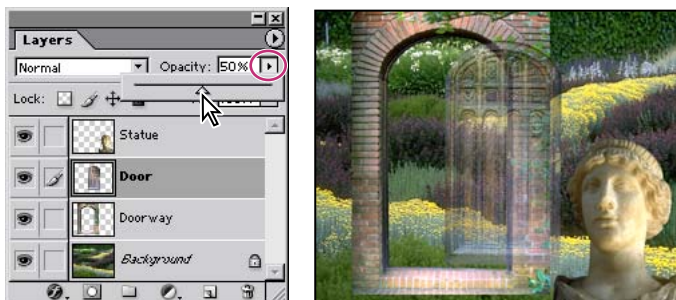 Layers
Normal Opacity: 50%
Lock:
Statue
Door
Doorway
Background